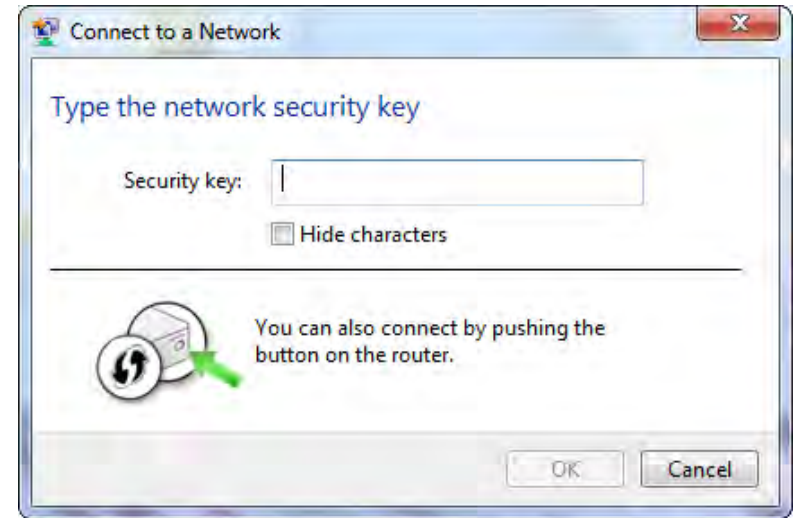 Connect to a Network
X
Type the network security key
Security key:
Hide characters
You can also connect by pushing the
button on the router.
OK
Cancel